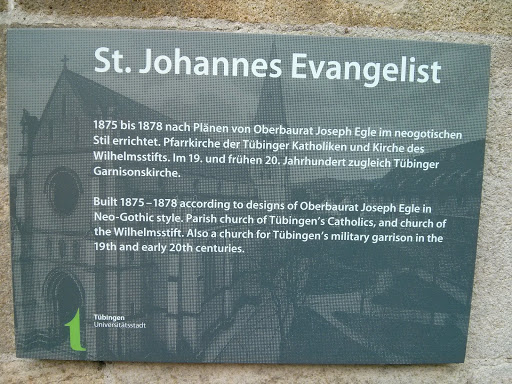 St. Johannes Evangelist
1875 bis 1878 nach Plänen von Oberbaurat Joseph Egle im neogotischen
Stil errichtet. Pfarrkirche der Tübinger Katholiken und Kirche des
Wilhelmsstifts. Im 19. und frühen 20. Jahrhundert zugleich Tübinger
Garnisonskirche.
Built 1875–1878 according to designs of Oberbaurat Joseph Egle in
Neo-Gothic style. Parish church of Tübingen's Catholics, and church of
the Wilhelmsstift. Also a church for Tübingen's military garrison in the
19th and early 20th centuries.
t
Tübingen
Universitätsstadt